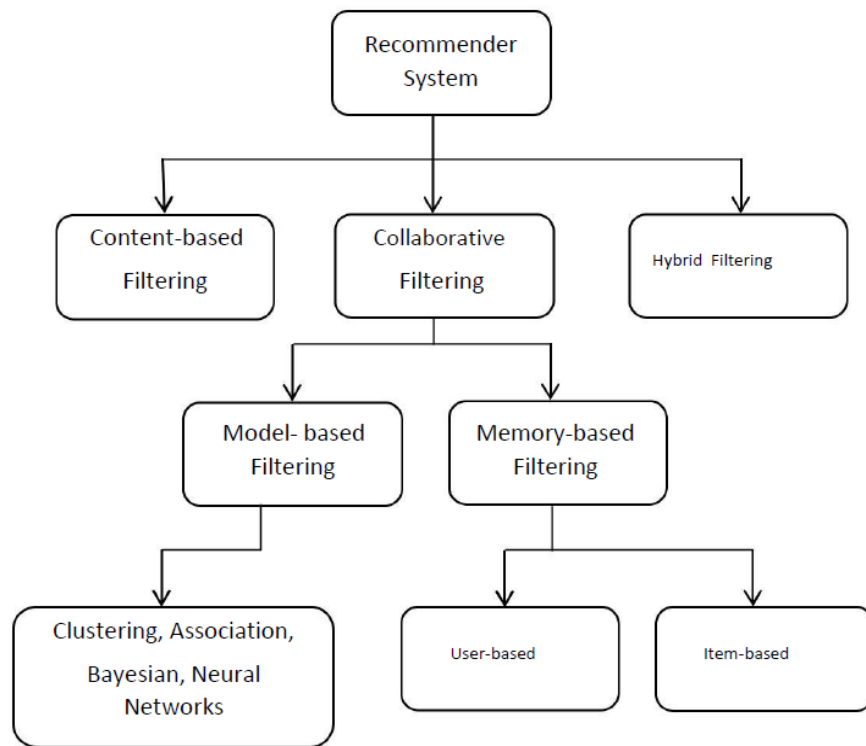 Recommender
System
Content-based
Filtering
Collaborative
Filtering
Hybrid Filtering
Model- based
Filtering
Memory-based
Filtering
Clustering, Association,
Bayesian, Neural
Networks
User-based
Item-based